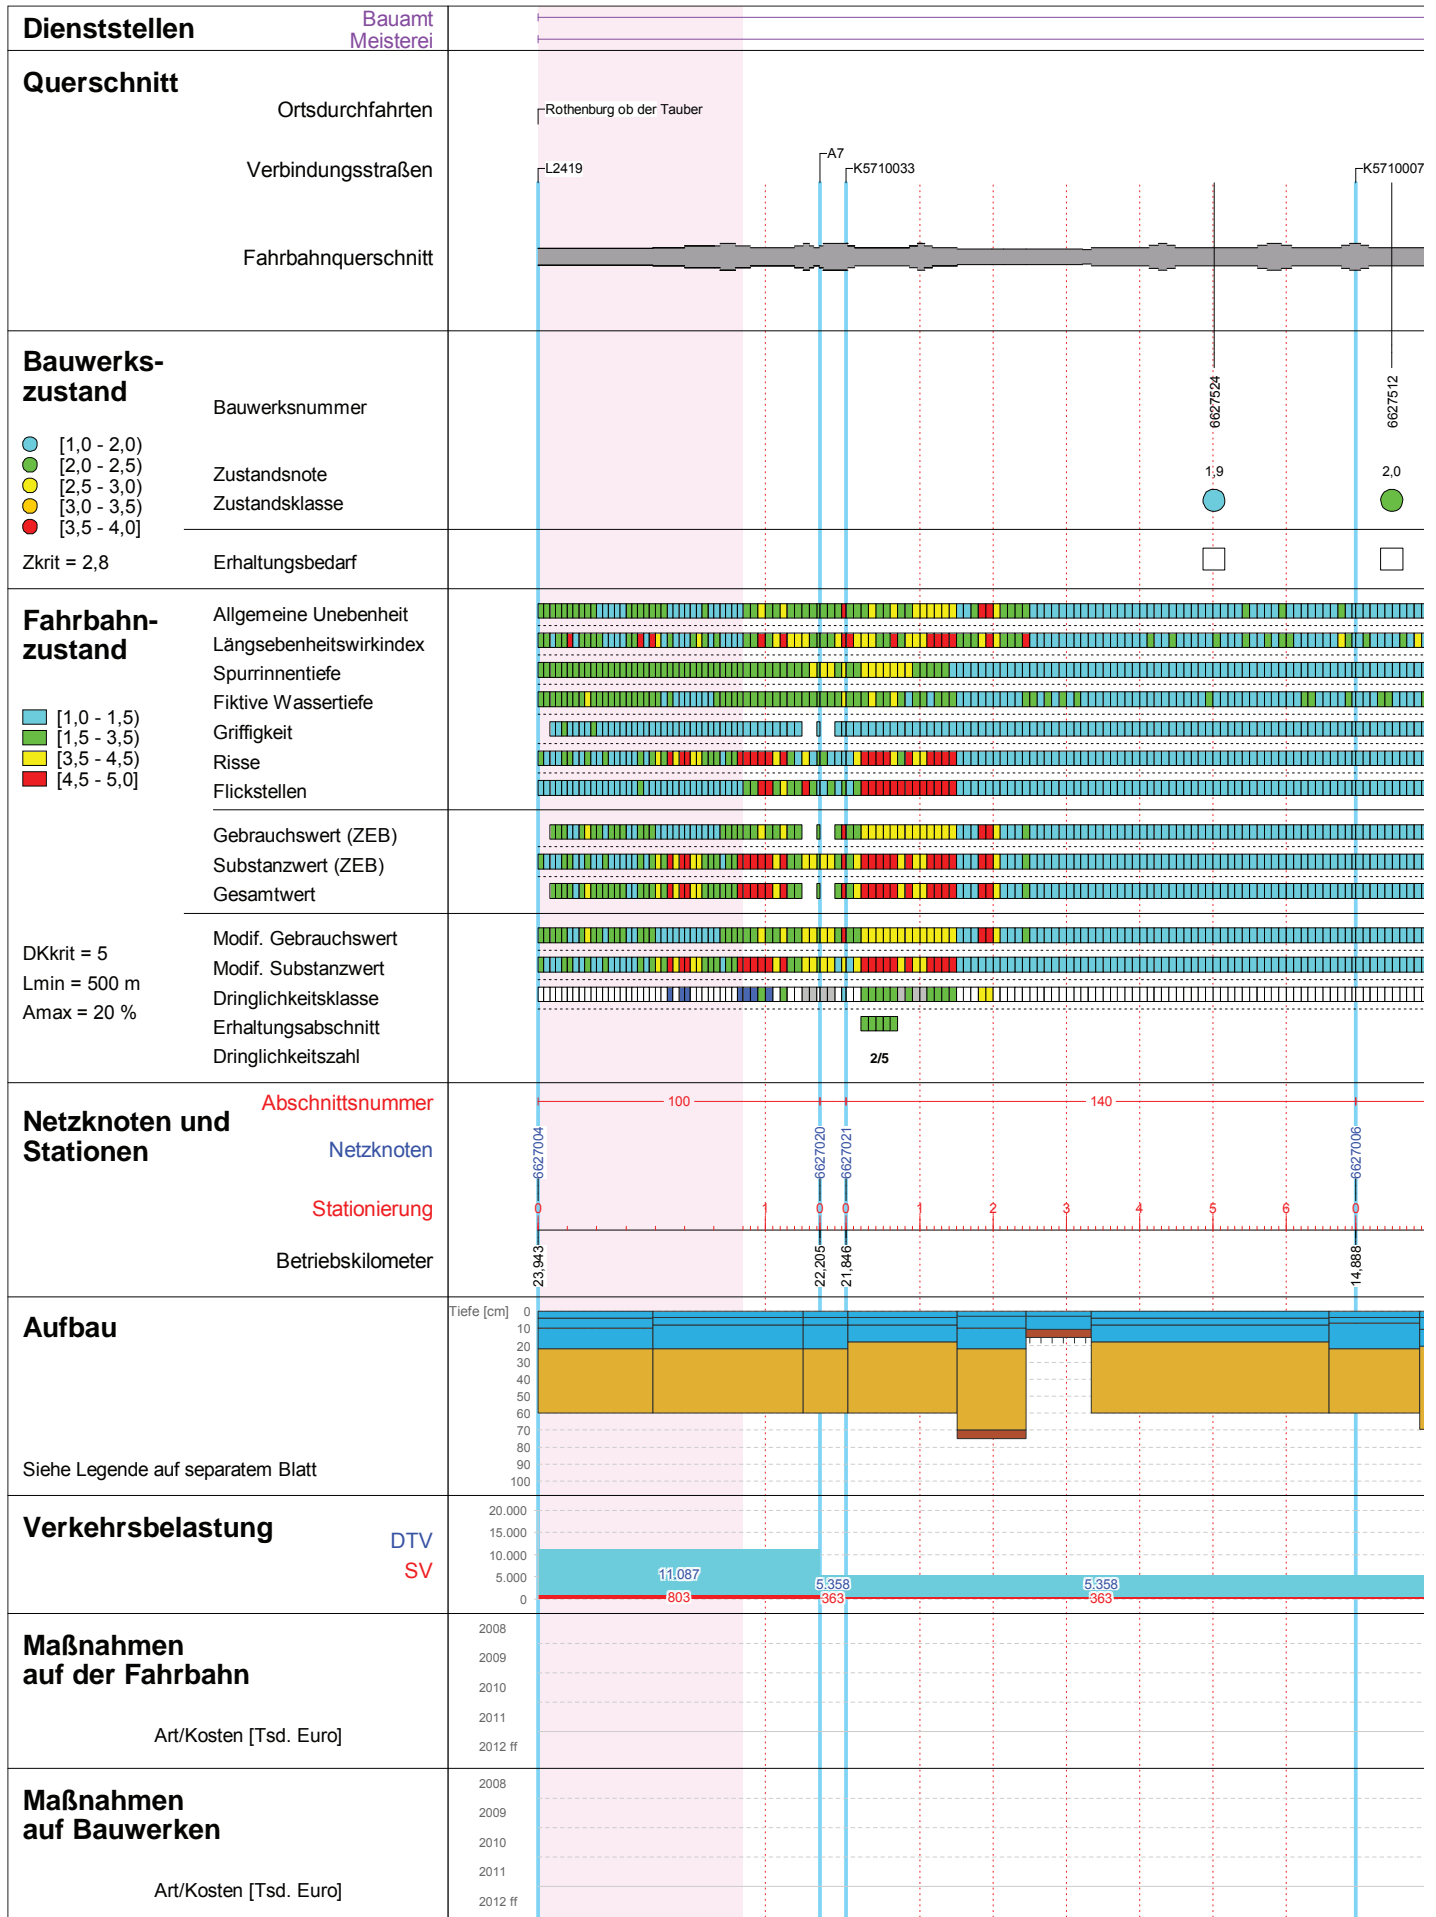 Dienststellen
Bauamt
Meisterei
Querschnitt
Ortsdurchfahrten
Rothenburg ob der Tauber
Verbindungsstraßen
L2419
A7
K5710033
K5710007
Fahrbahnquerschnitt
Bauwerks-
zustand
Bauwerksnummer
6627524
6627512
[1,0 - 2,0)
[2,0 - 2,5)
[2,5 - 3,0)
[3,0 - 3,5)
[3,5 - 4,0]
Zustandsnote
1,9
2,0
Zustandsklasse
Zkrit = 2,8
Erhaltungsbedarf
Fahrbahn-
zustand
Allgemeine Unebenheit
Längsebenheitswirkindex
Spurrinnentiefe
Fiktive Wassertiefe
Griffigkeit
Risse
Flickstellen
[1,0 - 1,5)
[1,5 - 3,5)
[3,5 - 4,5)
[4,5 - 5,0]
Gebrauchswert (ZEB)
Substanzwert (ZEB)
Gesamtwert
DKkrit = 5
Lmin = 500 m
Amax = 20 %
Modif. Gebrauchswert
Modif. Substanzwert
Dringlichkeitsklasse
Erhaltungsabschnitt
Dringlichkeitszahl
2/5
Netzknoten und
Stationen
Abschnittsnummer
100
140
Netzknoten
6627004
6627020
6627021
6627006
Stationierung
0 1 0 0 1 2 3 4 5 6 0
Betriebskilometer
23,943
22,205
21,846
14,888
Aufbau
Tiefe [cm]
0
10
20
30
40
50
60
70
80
90
100
Siehe Legende auf separatem Blatt
Verkehrsbelastung
DTV
SV
20.000
15.000
10.000
5.000
0
11.087
803
5.358
363
5.358
363
Maßnahmen
auf der Fahrbahn
Art/Kosten [Tsd. Euro]
2008
2009
2010
2011
2012 ff
Maßnahmen
auf Bauwerken
Art/Kosten [Tsd. Euro]
2008
2009
2010
2011
2012 ff